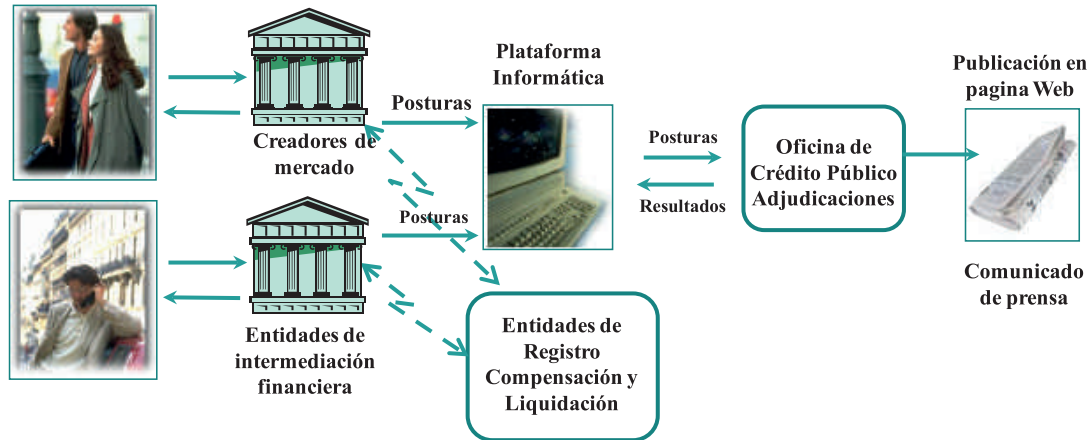 Creadores de
mercado
Posturas
Entidades de
intermediación
financiera
Posturas
Plataforma
Informática
Entidades de
Registro
Compensación y
Liquidación
Posturas
Resultados
Oficina de
Crédito Público
Adjudicaciones
Publicación en
pagina Web
Comunicado
de prensa